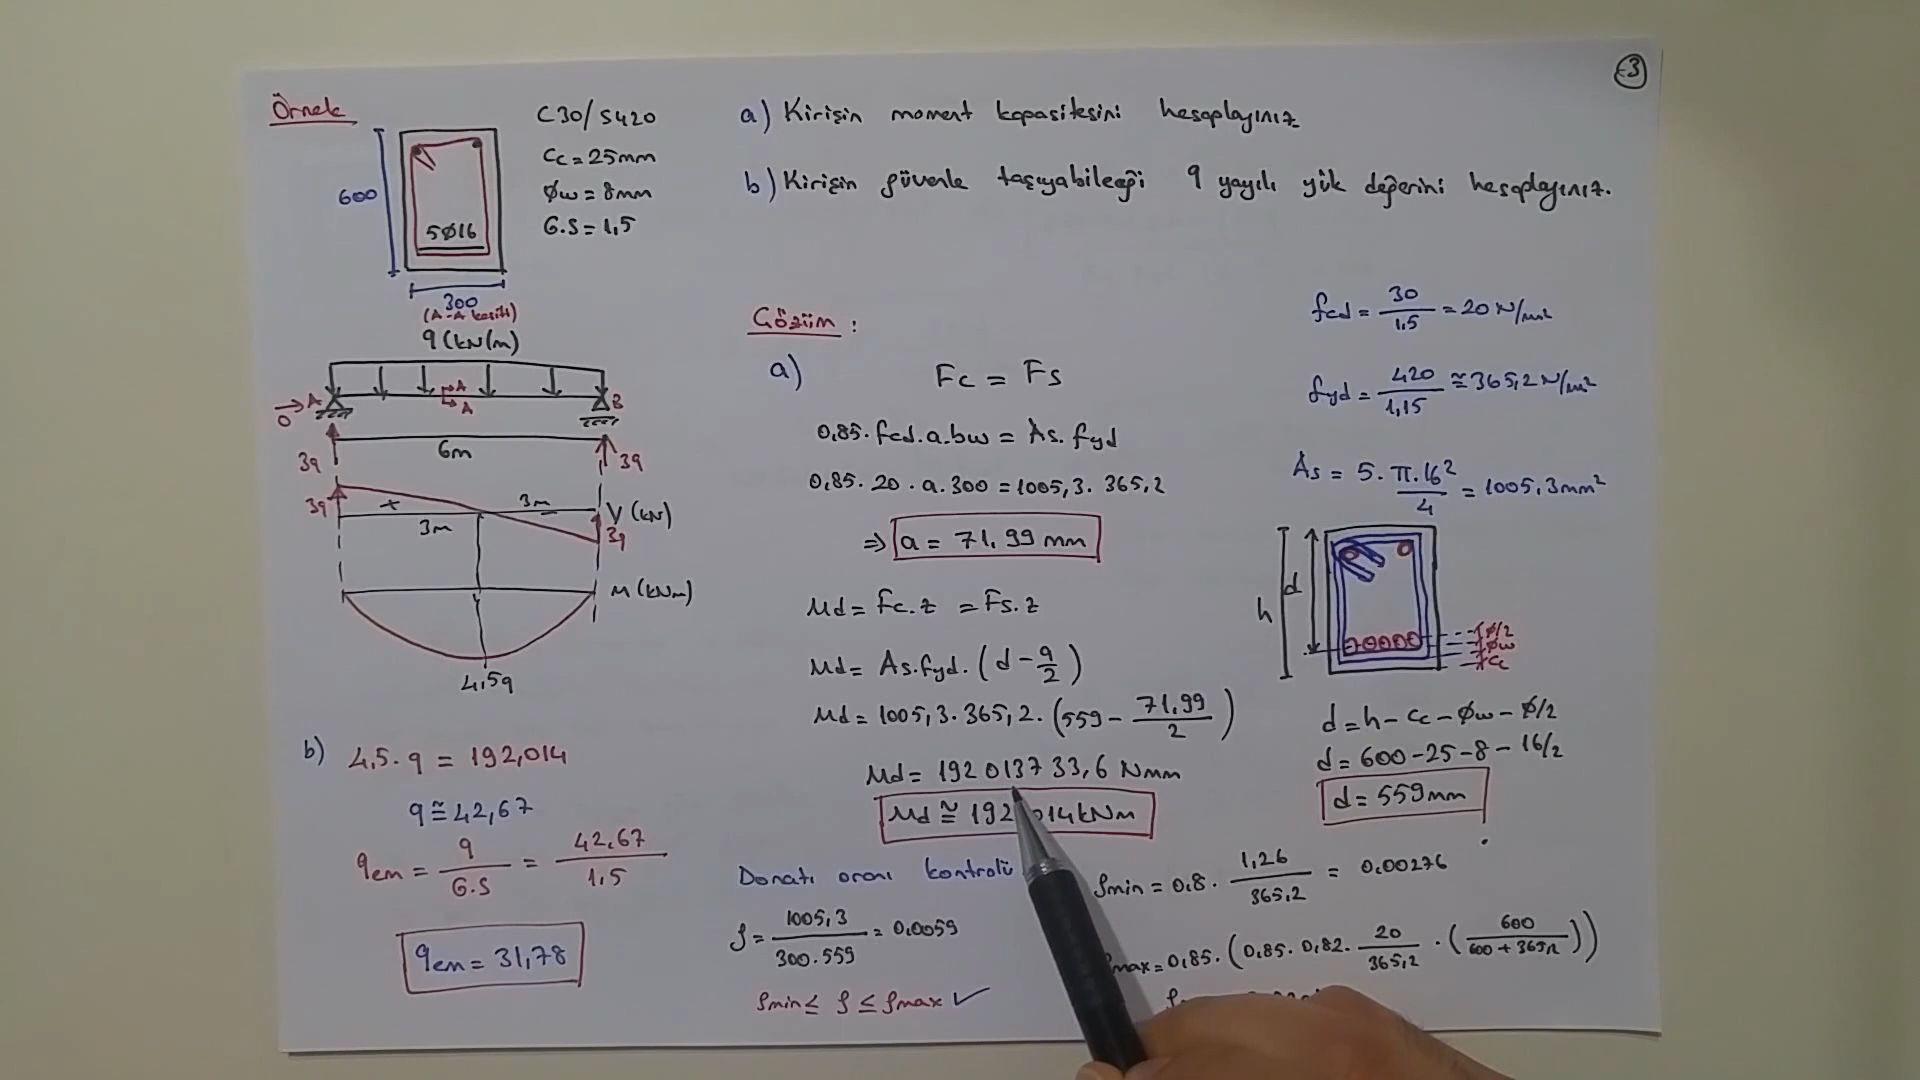 3
Örnek
C30/S420
Cc = 25mm
Øw = 8mm
G.S = 1,5
600
5Ø16
300
(A-A kesiti)
q (kN/m)
A
A
A
B
0
6m
3q
3q
3q
+
3m
3m
-
V (kN)
3q
M (kNm)
4,5q
b) 4,5.q = 192,014
q ≅ 42,67
qem = q / G.S = 42,67 / 1,5
qem = 31,78
a) Kirişin moment kapasitesini hesaplayınız.
b) Kirişin güvenle taşıyabileceği q yayılı yük değerini hesaplayınız.
Çözüm :
a) Fc = Fs
0,85.fcd.a.bw = As.fyd
0,85.20.a.300 = 1005,3.365,2
⇒ a = 71,99 mm
Md = Fc.z = Fs.z
Md = As.fyd.(d - a/2)
Md = 1005,3.365,2.(559 - 71,99/2)
Md = 192013733,6 Nmm
Md ≅ 192 014 kNm
Donatı oranı kontrolü
ρ = 1005,3 / 300.559 = 0,0059
ρmin ≤ ρ ≤ ρmax ✓
fcd = 30 / 1,5 = 20 N/mm²
fyd = 420 / 1,15 ≅ 365,2 N/mm²
As = 5.π.16² / 4 = 1005,3mm²
h
d
Ø/2
Øw
Cc
d = h - Cc - Øw - Ø/2
d = 600 - 25 - 8 - 16/2
d = 559mm
ρmin = 0,8 . 1,26 / 365,2 = 0,00276
max = 0,85.(0,85.0,82. 20 / 365,2 .(600 / 600 + 365,2))